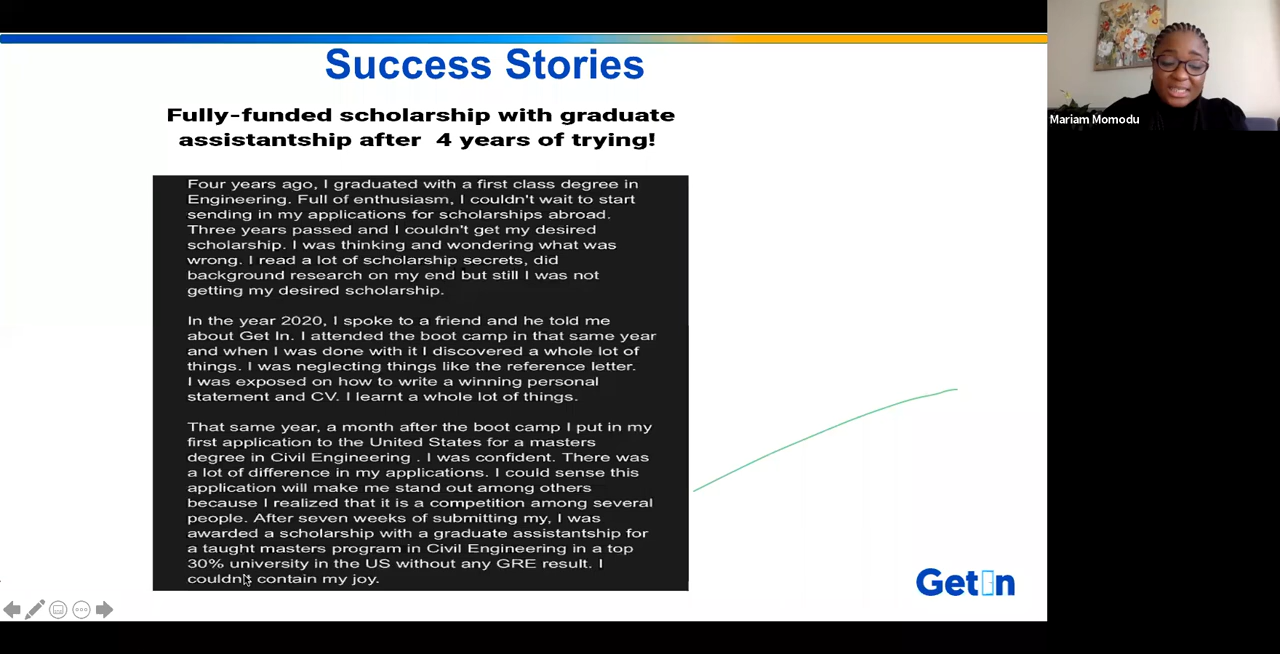 Success Stories
Fully-funded scholarship with graduate
assistantship after 4 years of trying!
Four years ago, I graduated with a first class degree in
Engineering. Full of enthusiasm, I couldn't wait to start
sending in my applications for scholarships abroad.
Three years passed and I couldn't get my desired
scholarship. I was thinking and wondering what was
wrong. I read a lot of scholarship secrets, did
background research on my end but still I was not
getting my desired scholarship.
In the year 2020, I spoke to a friend and he told me
about Get In. I attended the boot camp in that same year
and when I was done with it I discovered a whole lot of
things. I was neglecting things like the reference letter.
I was exposed on how to write a winning personal
statement and CV. I learnt a whole lot of things.
That same year, a month after the boot camp I put in my
first application to the United States for a masters
degree in Civil Engineering . I was confident. There was
a lot of difference in my applications. I could sense this
application will make me stand out among others
because I realized that it is a competition among several
people. After seven weeks of submitting my, I was
awarded a scholarship with a graduate assistantship for
a taught masters program in Civil Engineering in a top
30% university in the US without any GRE result. I
couldn't contain my joy.
GetIn
Mariam Momodu